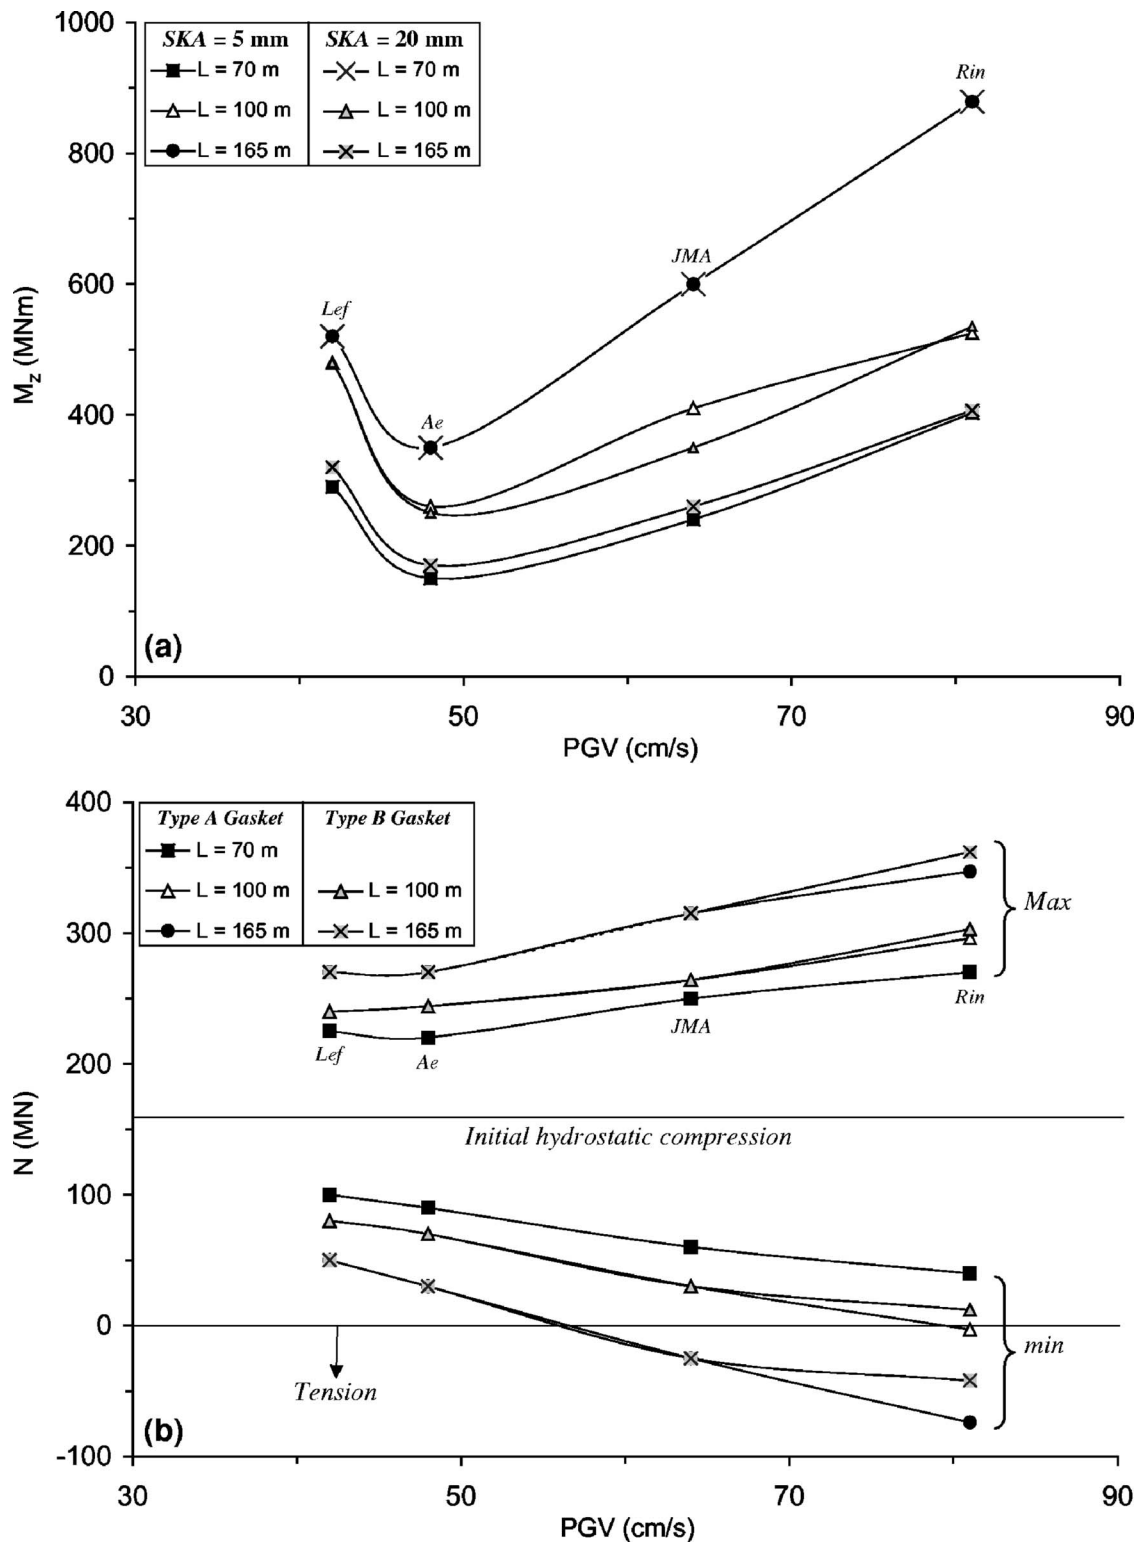 1000
SKA = 5 mm SKA = 20 mm
L = 70 m L = 70 m
L = 100 m L = 100 m
L = 165 m L = 165 m
Rin
800
JMA
600
Lef
Ae
400
200
0
Mz (MNm)
(a)
30 50 70 90
PGV (cm/s)
400
Type A Gasket Type B Gasket
L = 70 m
L = 100 m L = 100 m
L = 165 m L = 165 m
Max
300
Rin
JMA
Lef Ae
200
Initial hydrostatic compression
N (MN)
100
0
min
Tension
(b)
-100
30 50 70 90
PGV (cm/s)